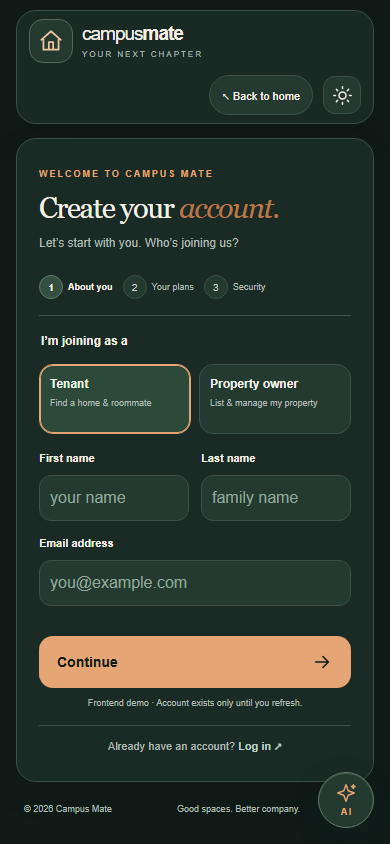 campusmate
YOUR NEXT CHAPTER
↖ Back to home
WELCOME TO CAMPUS MATE
Create your account.
Let's start with you. Who's joining us?
1 About you 2 Your plans 3 Security
I'm joining as a
Tenant
Find a home & roommate
Property owner
List & manage my property
First name
your name
Last name
family name
Email address
you@example.com
Continue →
Frontend demo · Account exists only until you refresh.
Already have an account? Log in ↗
© 2026 Campus Mate
Good spaces. Better company.
AI